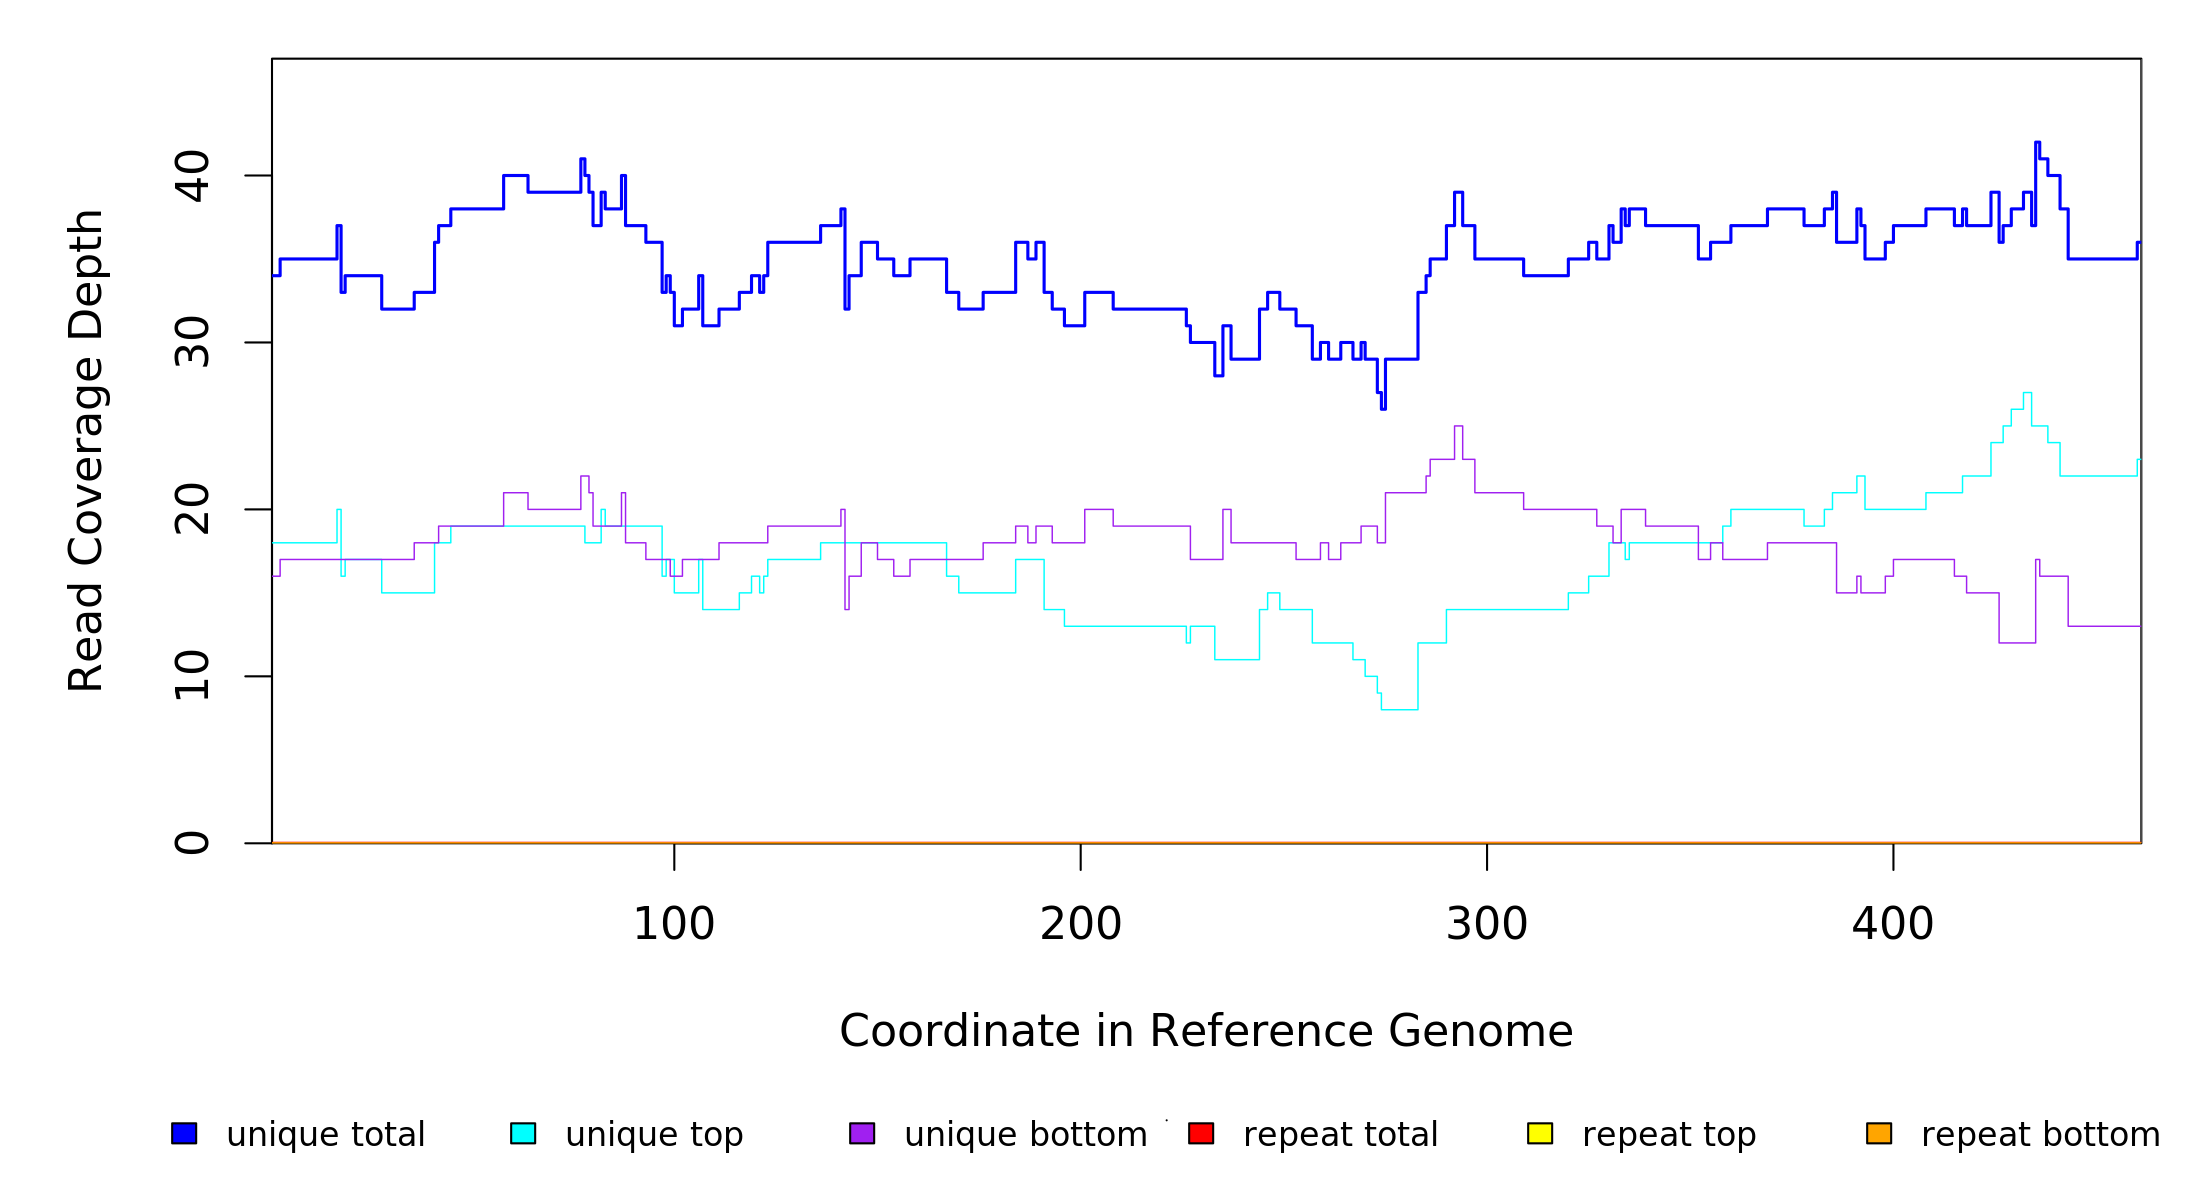 Read Coverage Depth
40
30
20
10
0
100 200 300 400
Coordinate in Reference Genome
unique total unique top unique bottom repeat total repeat top repeat bottom